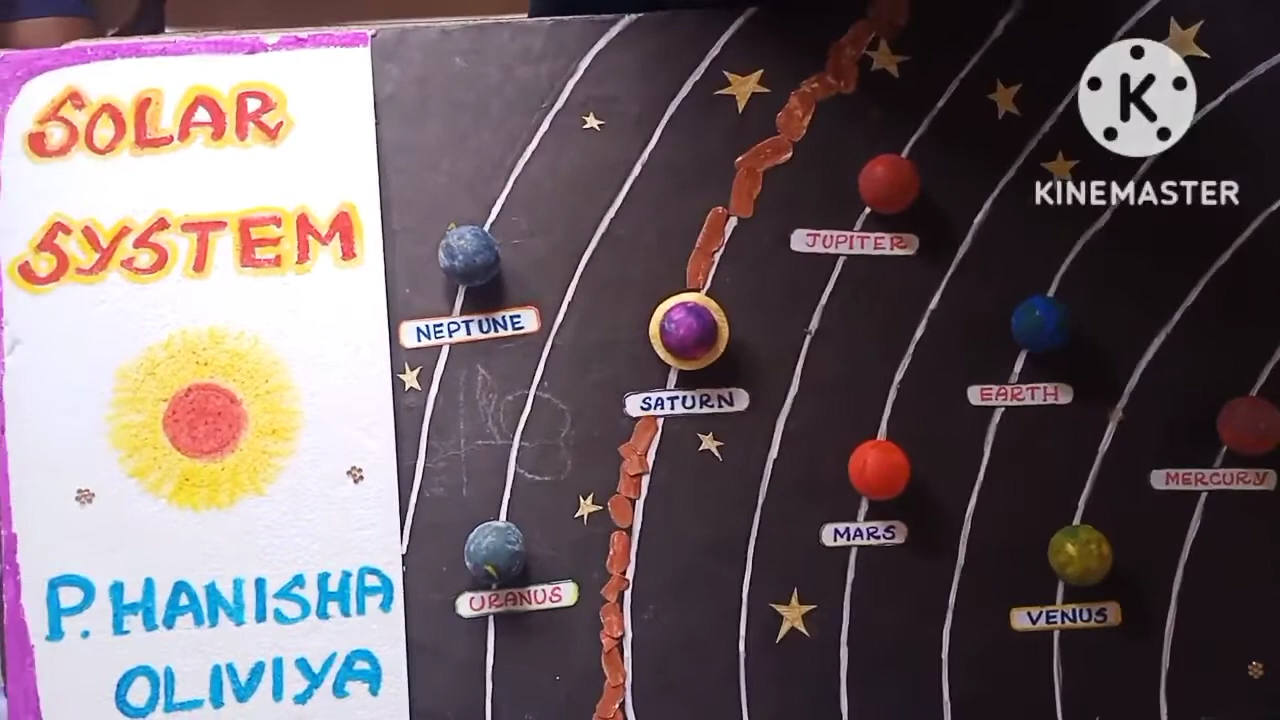 SOLAR
SYSTEM
P. HANISHA
OLIVIYA
NEPTUNE
URANUS
SATURN
JUPITER
MARS
EARTH
VENUS
MERCURY
K
KINEMASTER